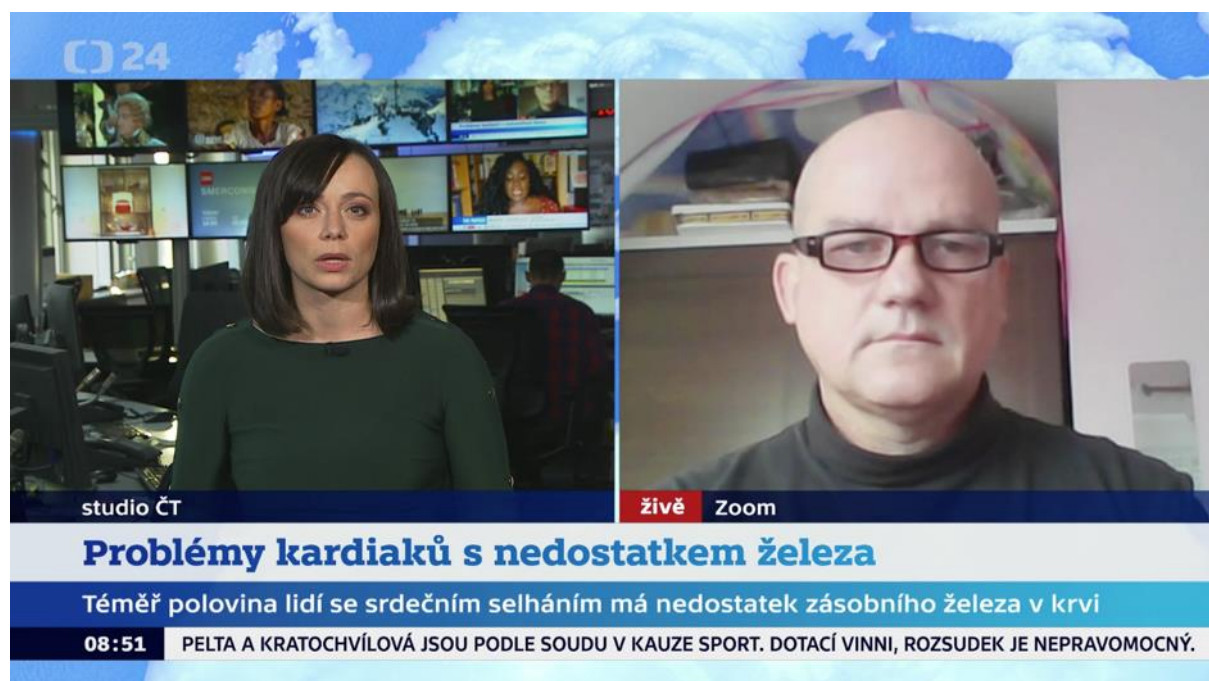 24
studio ČT
živě Zoom
Problémy kardiaků s nedostatkem železa
Téměř polovina lidí se srdečním selháním má nedostatek zásobního železa v krvi
08:51 PELTA A KRATOCHVÍLOVÁ JSOU PODLE SOUDU V KAUZE SPORT. DOTACÍ VINNI, ROZSUDEK JE NEPRAVOMOCNÝ.